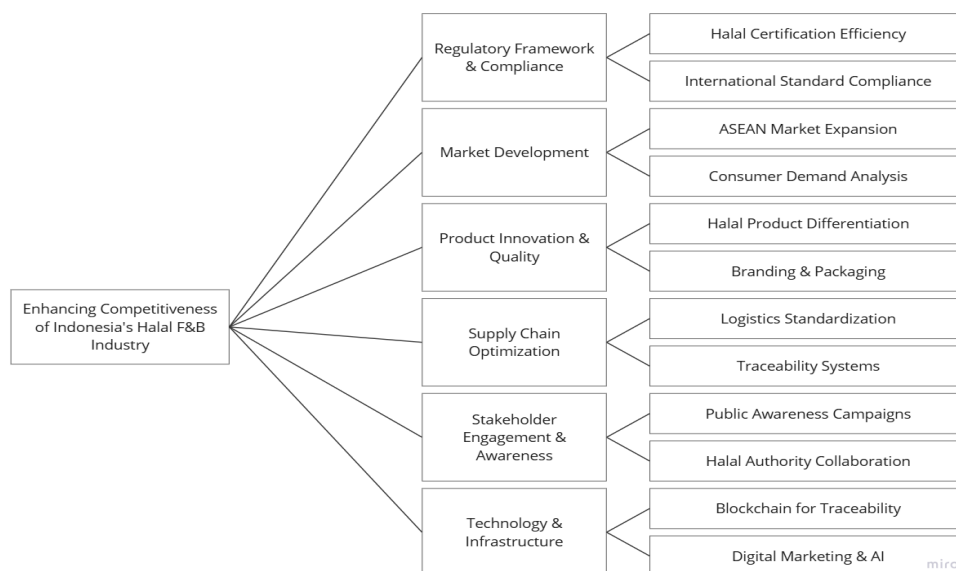 Regulatory Framework
& Compliance
Halal Certification Efficiency
International Standard Compliance
Market Development
ASEAN Market Expansion
Consumer Demand Analysis
Product Innovation &
Quality
Halal Product Differentiation
Branding & Packaging
Enhancing Competitiveness
of Indonesia's Halal F&B
Industry
Supply Chain
Optimization
Logistics Standardization
Traceability Systems
Stakeholder
Engagement &
Awareness
Public Awareness Campaigns
Halal Authority Collaboration
Technology &
Infrastructure
Blockchain for Traceability
Digital Marketing & AI
miro